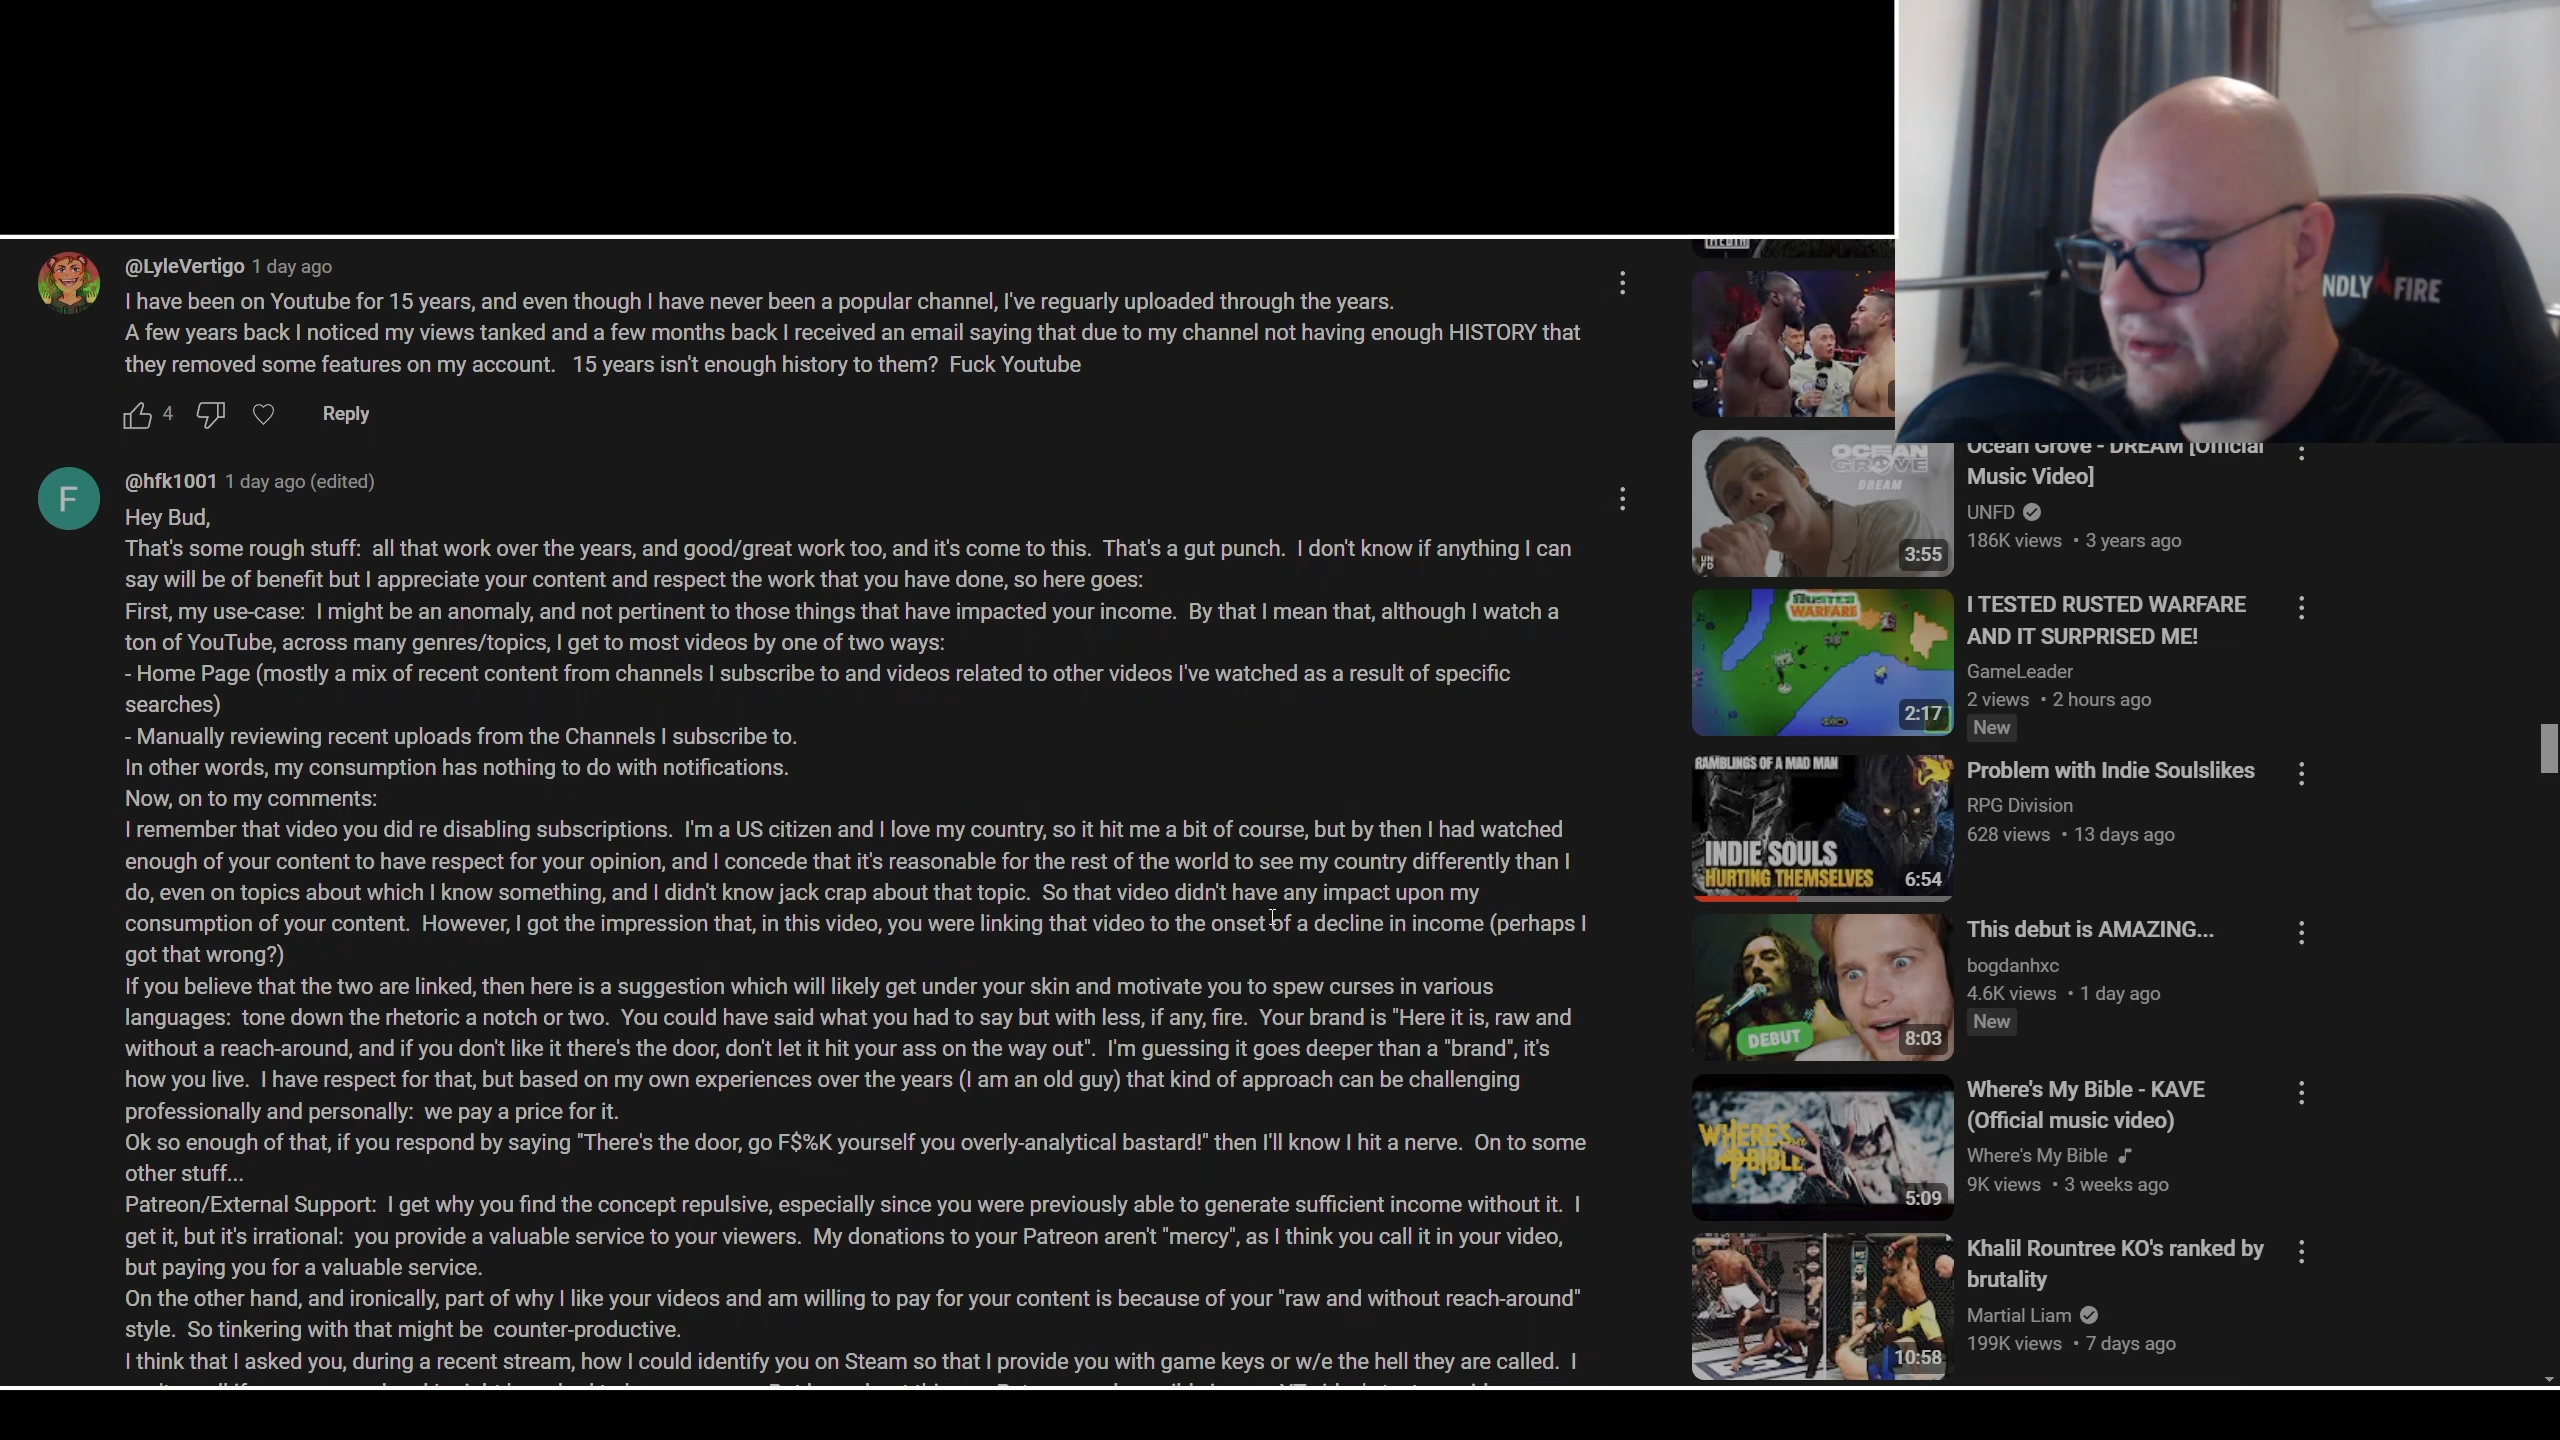 @LyleVertigo 1 day ago
I have been on Youtube for 15 years, and even though I have never been a popular channel, I've reguarly uploaded through the years.
A few years back I noticed my views tanked and a few months back I received an email saying that due to my channel not having enough HISTORY that
they removed some features on my account.   15 years isn't enough history to them?  Fuck Youtube
4
Reply
F
@hfk1001 1 day ago (edited)
Hey Bud,
That's some rough stuff:  all that work over the years, and good/great work too, and it's come to this.  That's a gut punch.  I don't know if anything I can
say will be of benefit but I appreciate your content and respect the work that you have done, so here goes:
First, my use-case:  I might be an anomaly, and not pertinent to those things that have impacted your income.  By that I mean that, although I watch a
ton of YouTube, across many genres/topics, I get to most videos by one of two ways:
- Home Page (mostly a mix of recent content from channels I subscribe to and videos related to other videos I've watched as a result of specific
searches)
- Manually reviewing recent uploads from the Channels I subscribe to.
In other words, my consumption has nothing to do with notifications.
Now, on to my comments:
I remember that video you did re disabling subscriptions.  I'm a US citizen and I love my country, so it hit me a bit of course, but by then I had watched
enough of your content to have respect for your opinion, and I concede that it's reasonable for the rest of the world to see my country differently than I
do, even on topics about which I know something, and I didn't know jack crap about that topic.  So that video didn't have any impact upon my
consumption of your content.  However, I got the impression that, in this video, you were linking that video to the onset of a decline in income (perhaps I
got that wrong?)
If you believe that the two are linked, then here is a suggestion which will likely get under your skin and motivate you to spew curses in various
languages:  tone down the rhetoric a notch or two.  You could have said what you had to say but with less, if any, fire.  Your brand is "Here it is, raw and
without a reach-around, and if you don't like it there's the door, don't let it hit your ass on the way out".  I'm guessing it goes deeper than a "brand", it's
how you live.  I have respect for that, but based on my own experiences over the years (I am an old guy) that kind of approach can be challenging
professionally and personally:  we pay a price for it.
Ok so enough of that, if you respond by saying "There's the door, go F$%K yourself you overly-analytical bastard!" then I'll know I hit a nerve.  On to some
other stuff...
Patreon/External Support:  I get why you find the concept repulsive, especially since you were previously able to generate sufficient income without it.  I
get it, but it's irrational:  you provide a valuable service to your viewers.  My donations to your Patreon aren't "mercy", as I think you call it in your video,
but paying you for a valuable service.
On the other hand, and ironically, part of why I like your videos and am willing to pay for your content is because of your "raw and without reach-around"
style.  So tinkering with that might be  counter-productive.
I think that I asked you, during a recent stream, how I could identify you on Steam so that I provide you with game keys or w/e the hell they are called.  I
NDLY FIRE
OCEAN GROVE
DREAM
UNFD
3:55
Ocean Grove - DREAM [Official
Music Video]
UNFD
186K views • 3 years ago
RUSTED WARFARE
2:17
I TESTED RUSTED WARFARE
AND IT SURPRISED ME!
GameLeader
2 views • 2 hours ago
New
RAMBLINGS OF A MAD MAN
INDIE SOULS
HURTING THEMSELVES
6:54
Problem with Indie Soulslikes
RPG Division
628 views • 13 days ago
DEBUT
8:03
This debut is AMAZING...
bogdanhxc
4.6K views • 1 day ago
New
WHERE'S MY BIBLE
5:09
Where's My Bible - KAVE
(Official music video)
Where's My Bible
9K views • 3 weeks ago
10:58
Khalil Rountree KO's ranked by
brutality
Martial Liam
199K views • 7 days ago